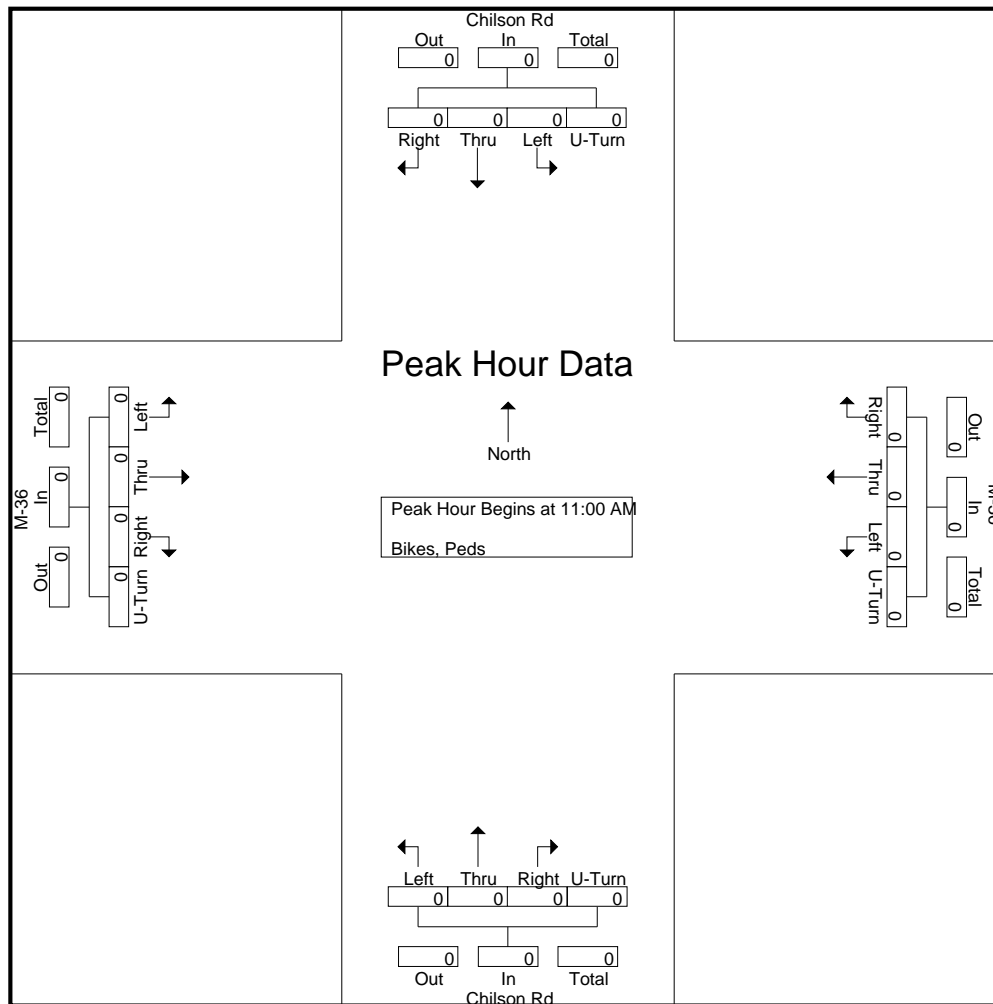 Chilson Rd
Out In Total
0 0 0
0 0 0 0
Right Thru Left U-Turn
Peak Hour Data
North
Peak Hour Begins at 11:00 AM
Bikes, Peds
M-36
Total In Out
0 0 0
0 0 0 0
Left Thru Right U-Turn
Right Thru Left U-Turn
0 0 0 0
0 0 0
Out In Total
Left Thru Right U-Turn
0 0 0 0
0 0 0
Out In Total
Chilson Rd